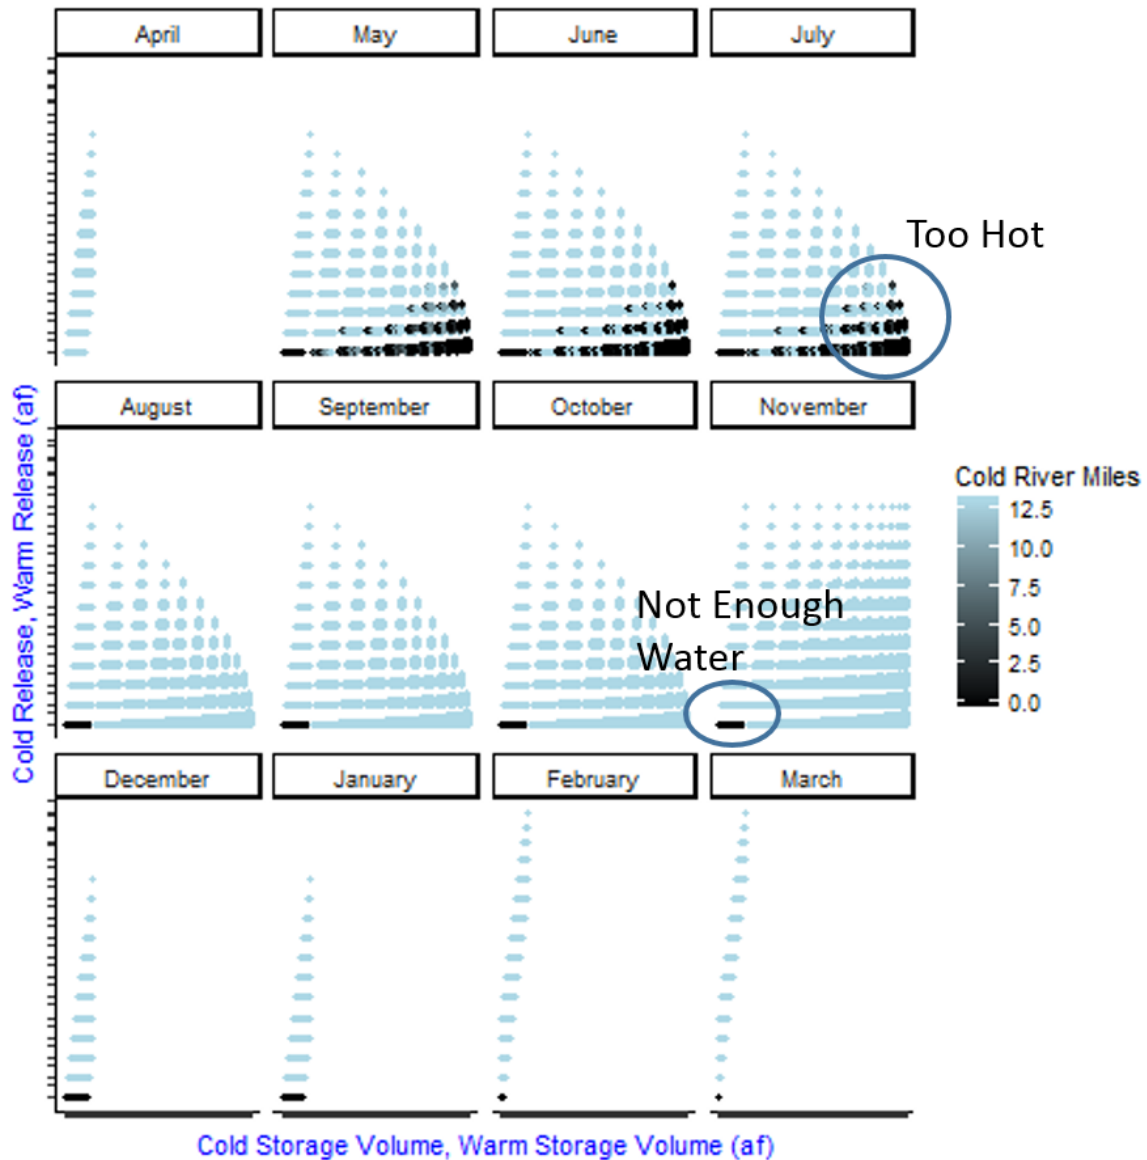 April
May
June
July
Too Hot
August
September
October
November
Cold River Miles
12.5
10.0
7.5
5.0
2.5
0.0
Not Enough
Water
Cold Release, Warm Release (af)
December
January
February
March
Cold Storage Volume, Warm Storage Volume (af)